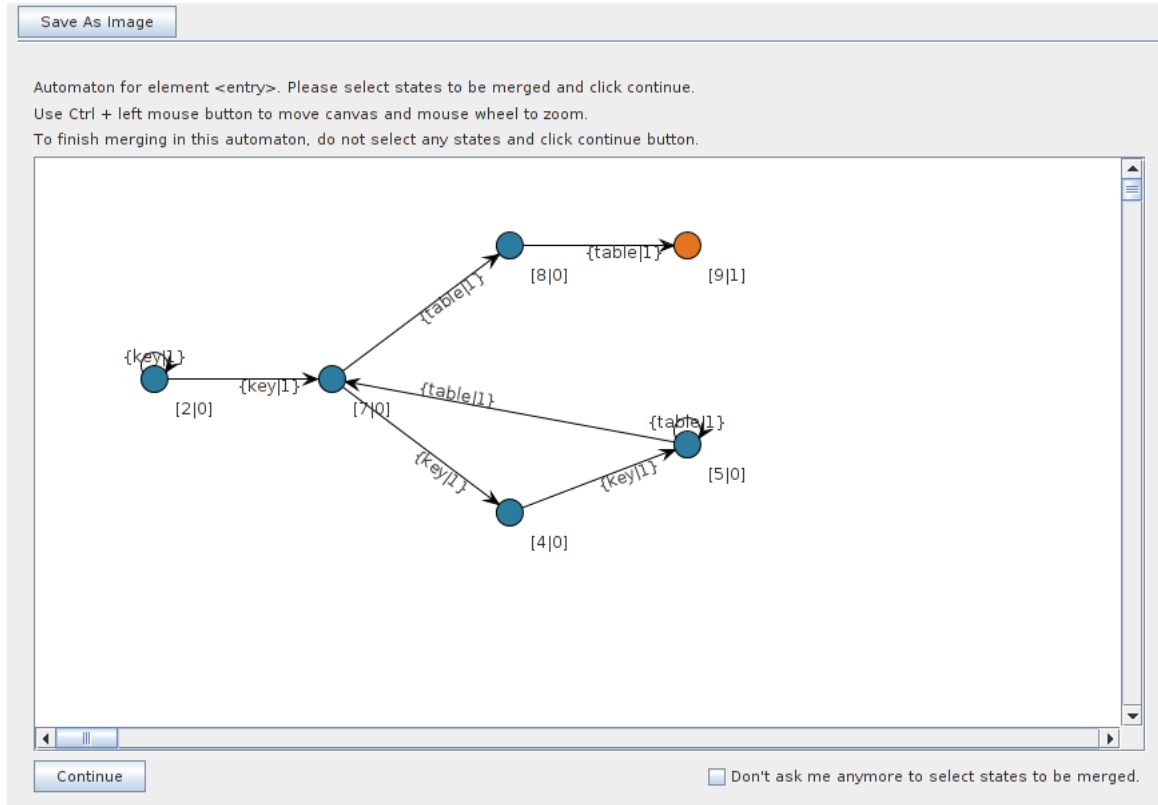 Save As Image
Automaton for element <entry>. Please select states to be merged and click continue.
Use Ctrl + left mouse button to move canvas and mouse wheel to zoom.
To finish merging in this automaton, do not select any states and click continue button.
{table|1}
[8|0]
[9|1]
{table|1}
{key|1}
{key|1}
[2|0]
[7|0]
{table|1}
{table|1}
{key|1}
{key|1}
[5|0]
[4|0]
Continue
Don't ask me anymore to select states to be merged.